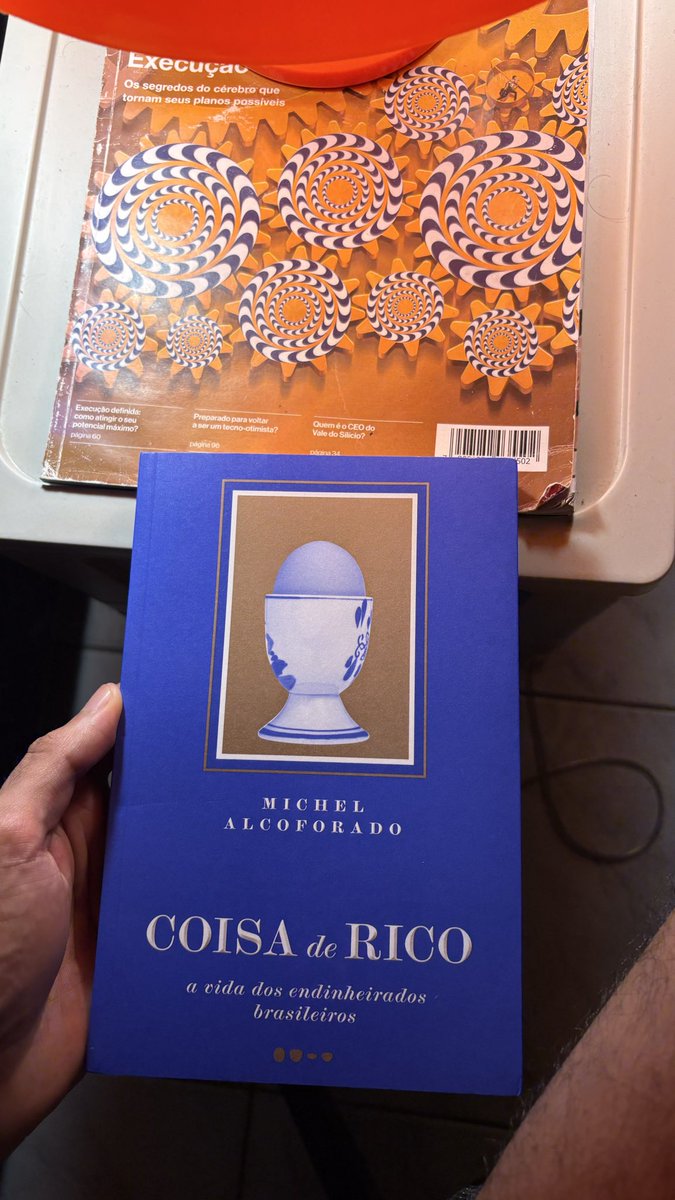 Execução
Os segredos do cérebro que
tornam seus planos possíveis
Execução definida:
como atingir o seu
potencial máximo?
página 60
Preparado para voltar
a ser um tecno-otimista?
página 96
Quem é o CEO do
Vale do Silício?
página 34
MICHEL
ALCOFORADO
COISA de RICO
a vida dos endinheirados
brasileiros